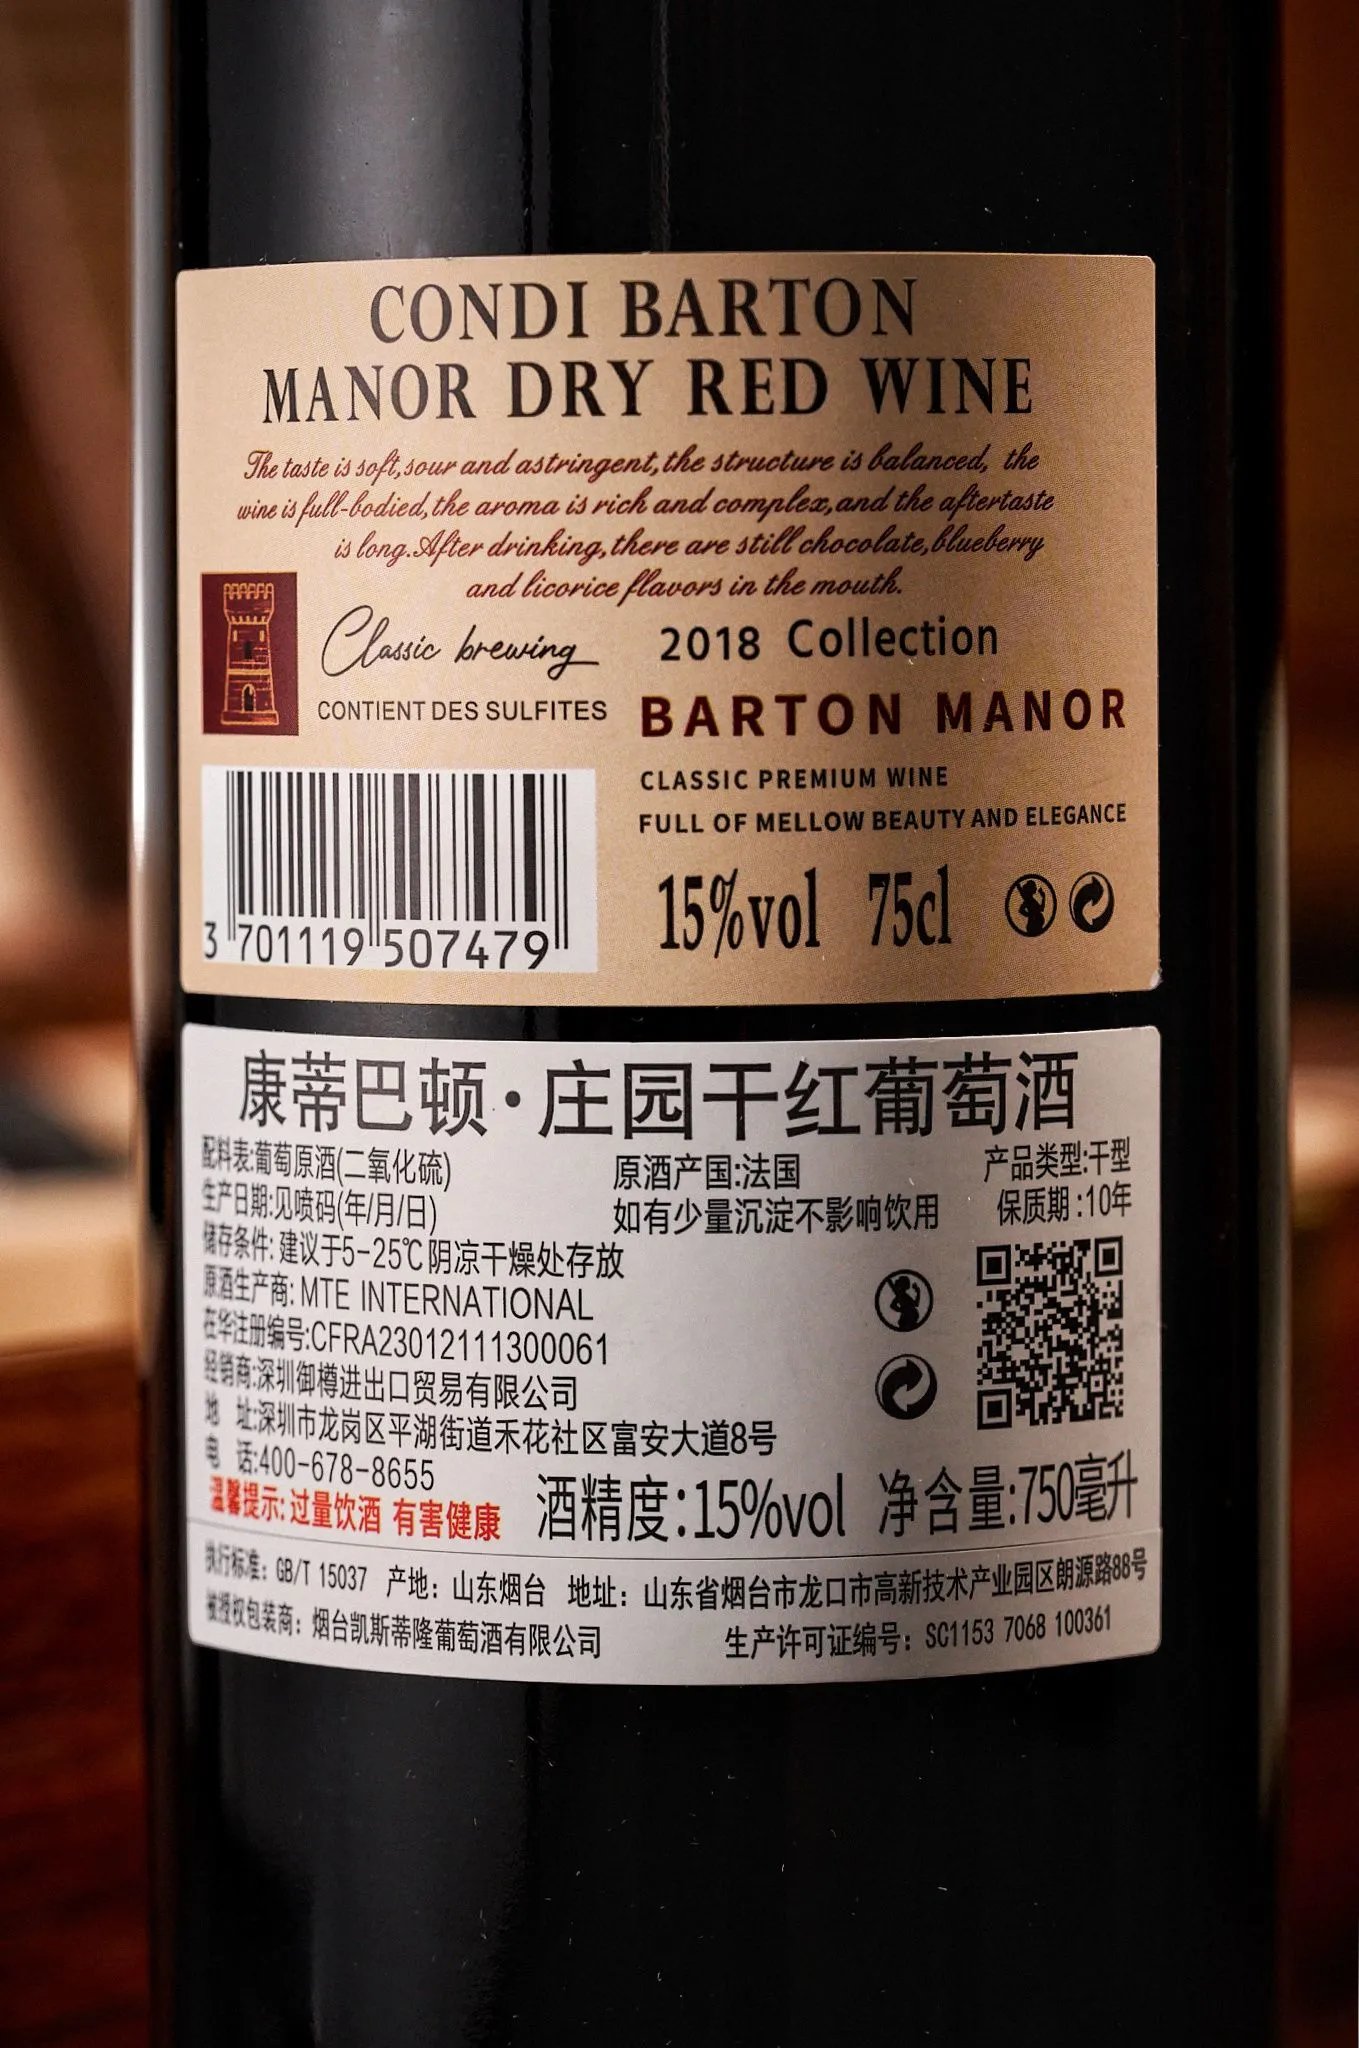 CONDI BARTON
MANOR DRY RED WINE
The taste is soft,sour and astringent,the structure is balanced, the
wine is full-bodied,the aroma is rich and complex,and the aftertaste
is long.After drinking,there are still chocolate,blueberry
and licorice flavors in the mouth.
Classic brewing
2018 Collection
CONTIENT DES SULFITES
BARTON MANOR
CLASSIC PREMIUM WINE
FULL OF MELLOW BEAUTY AND ELEGANCE
15%vol 75cl
3 701119 507479
康蒂巴顿·庄园干红葡萄酒
配料表:葡萄原酒(二氧化硫) 原酒产国:法国 产品类型:干型
生产日期:见喷码(年/月/日) 如有少量沉淀不影响饮用 保质期:10年
储存条件: 建议于5-25℃阴凉干燥处存放
原酒生产商: MTE INTERNATIONAL
在华注册编号:CFRA23012111300061
经销商:深圳御樽进出口贸易有限公司
地 址:深圳市龙岗区平湖街道禾花社区富安大道8号
电 话:400-678-8655
温馨提示: 过量饮酒 有害健康
酒精度:15%vol 净含量:750毫升
执行标准: GB/T 15037 产地: 山东烟台 地址: 山东省烟台市龙口市高新技术产业园区朗源路88号
被授权包装商: 烟台凯斯蒂隆葡萄酒有限公司 生产许可证编号: SC1153 7068 100361